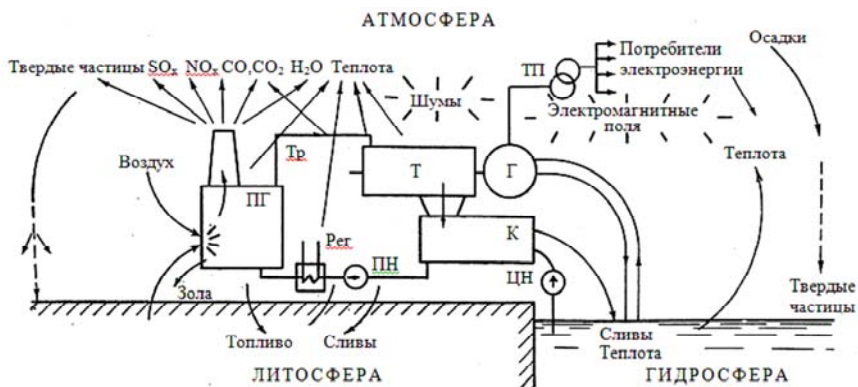 АТМОСФЕРА
Твердые частицы SOx NOx CO,CO2 H2O Теплота
ТП
Потребители
электроэнергии
Осадки
Шумы
Электромагнитные
поля
Воздух
Тр
Теплота
ПГ
Т
Г
Рег
К
ПН
ЦН
Зола
Твердые
частицы
Топливо
Сливы
Сливы
Теплота
ЛИТОСФЕРА
ГИДРОСФЕРА